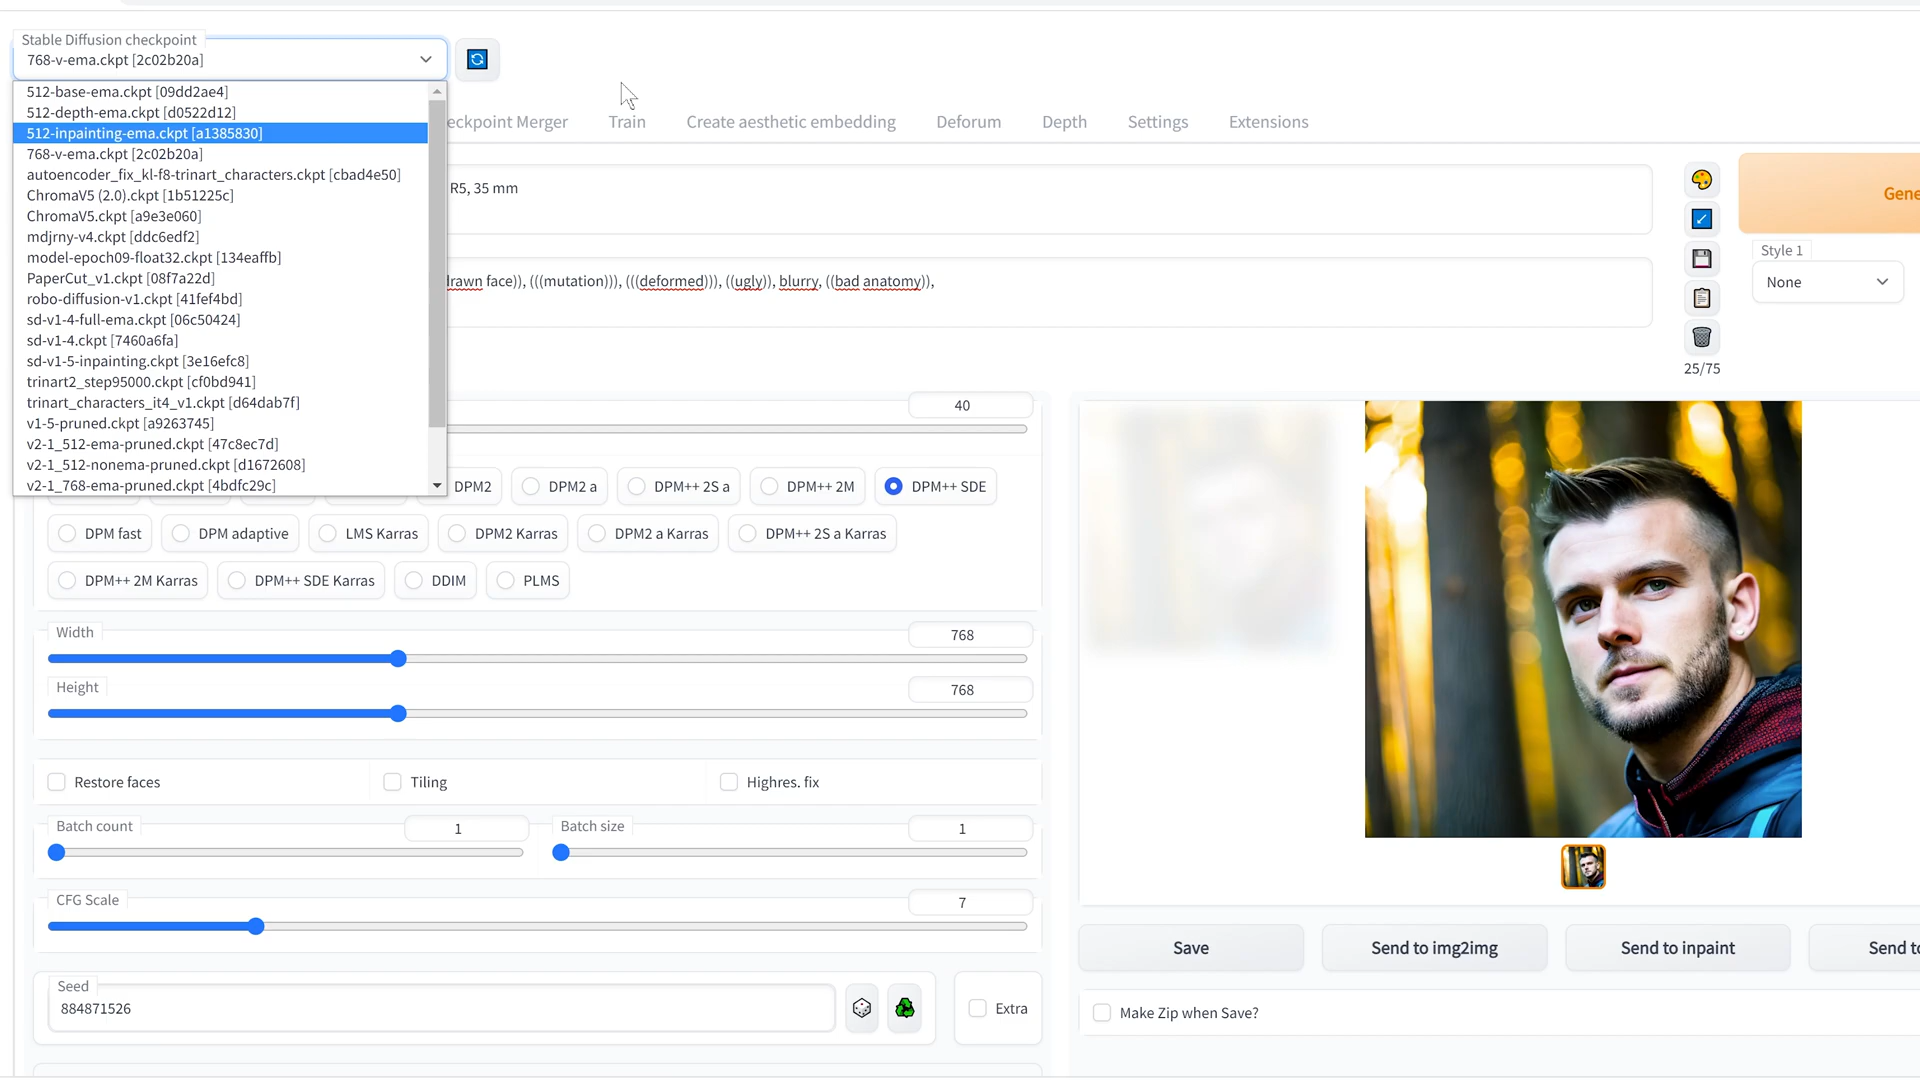 Stable Diffusion checkpoint
768-v-ema.ckpt [2c02b20a]
512-base-ema.ckpt [09dd2ae4]
512-depth-ema.ckpt [d0522d12]
512-inpainting-ema.ckpt [a1385830]
768-v-ema.ckpt [2c02b20a]
autoencoder_fix_kl-f8-trinart_characters.ckpt [cbad4e50]
ChromaV5 (2.0).ckpt [1b51225c]
ChromaV5.ckpt [a9e3e060]
mdjrny-v4.ckpt [ddc6edf2]
model-epoch09-float32.ckpt [134eaffb]
PaperCut_v1.ckpt [08f7a22d]
robo-diffusion-v1.ckpt [41fef4bd]
sd-v1-4-full-ema.ckpt [06c50424]
sd-v1-4.ckpt [7460a6fa]
sd-v1-5-inpainting.ckpt [3e16efc8]
trinart2_step95000.ckpt [cf0bd941]
trinart_characters_it4_v1.ckpt [d64dab7f]
v1-5-pruned.ckpt [a9263745]
v2-1_512-ema-pruned.ckpt [47c8ec7d]
v2-1_512-nonema-pruned.ckpt [d1672608]
v2-1_768-ema-pruned.ckpt [4bdfc29c]
eckpoint Merger Train Create aesthetic embedding Deforum Depth Settings Extensions
R5, 35 mm
drawn face)), (((mutation))), (((deformed))), ((ugly)), blurry, ((bad anatomy)),
Gene
Style 1
None
25/75
40
DPM2 DPM2 a DPM++ 2S a DPM++ 2M DPM++ SDE
DPM fast DPM adaptive LMS Karras DPM2 Karras DPM2 a Karras DPM++ 2S a Karras
DPM++ 2M Karras DPM++ SDE Karras DDIM PLMS
Width 768
Height 768
Restore faces Tiling Highres. fix
Batch count 1 Batch size 1
CFG Scale 7
Seed
884871526
Extra
Save Send to img2img Send to inpaint Send to
Make Zip when Save?